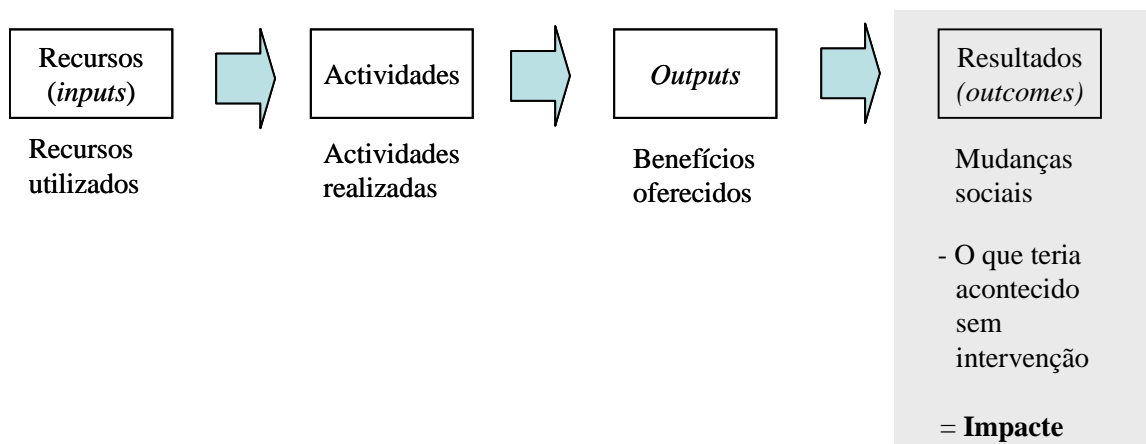 Recursos
(inputs)
Recursos
utilizados
Actividades
Actividades
realizadas
Outputs
Benefícios
oferecidos
Resultados
(outcomes)
Mudanças
sociais
- O que teria
acontecido
sem
intervenção
= Impacte